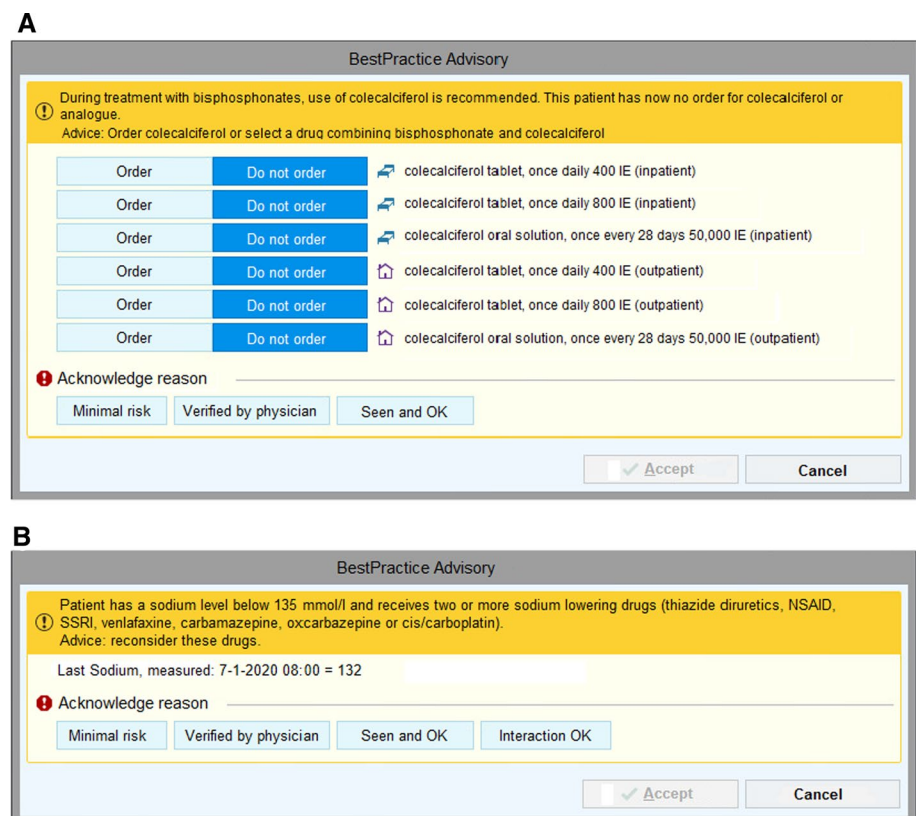 A
BestPractice Advisory
During treatment with bisphosphonates, use of colecalciferol is recommended. This patient has now no order for colecalciferol or
analogue.
Advice: Order colecalciferol or select a drug combining bisphosphonate and colecalciferol
Order Do not order colecalciferol tablet, once daily 400 IE (inpatient)
Order Do not order colecalciferol tablet, once daily 800 IE (inpatient)
Order Do not order colecalciferol oral solution, once every 28 days 50,000 IE (inpatient)
Order Do not order colecalciferol tablet, once daily 400 IE (outpatient)
Order Do not order colecalciferol tablet, once daily 800 IE (outpatient)
Order Do not order colecalciferol oral solution, once every 28 days 50,000 IE (outpatient)
Acknowledge reason
Minimal risk Verified by physician Seen and OK
Accept Cancel
B
BestPractice Advisory
Patient has a sodium level below 135 mmol/l and receives two or more sodium lowering drugs (thiazide diruretics, NSAID,
SSRI, venlafaxine, carbamazepine, oxcarbazepine or cis/carboplatin).
Advice: reconsider these drugs.
Last Sodium, measured: 7-1-2020 08:00 = 132
Acknowledge reason
Minimal risk Verified by physician Seen and OK Interaction OK
Accept Cancel